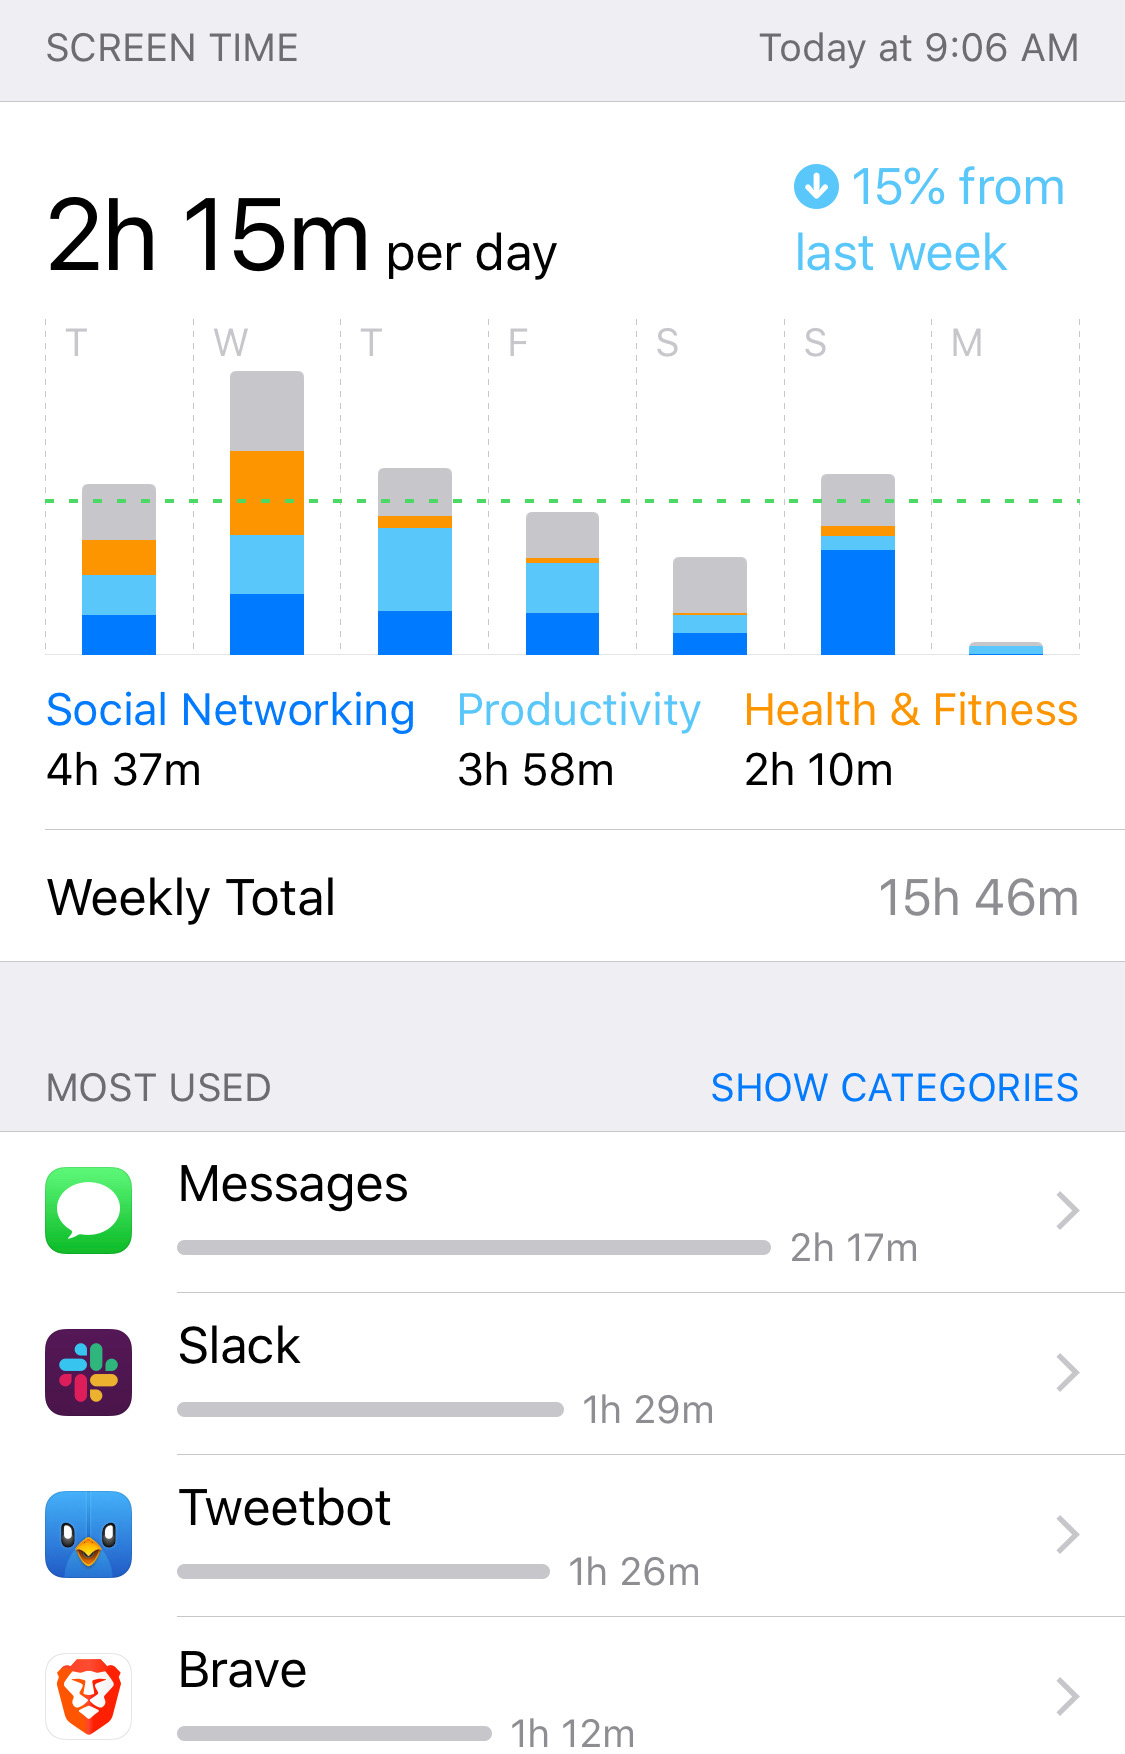 SCREEN TIME Today at 9:06 AM
2h 15m per day
15% from
last week
T W T F S S M
Social Networking Productivity Health & Fitness
4h 37m 3h 58m 2h 10m
Weekly Total 15h 46m
MOST USED SHOW CATEGORIES
Messages
2h 17m
Slack
1h 29m
Tweetbot
1h 26m
Brave
1h 12m